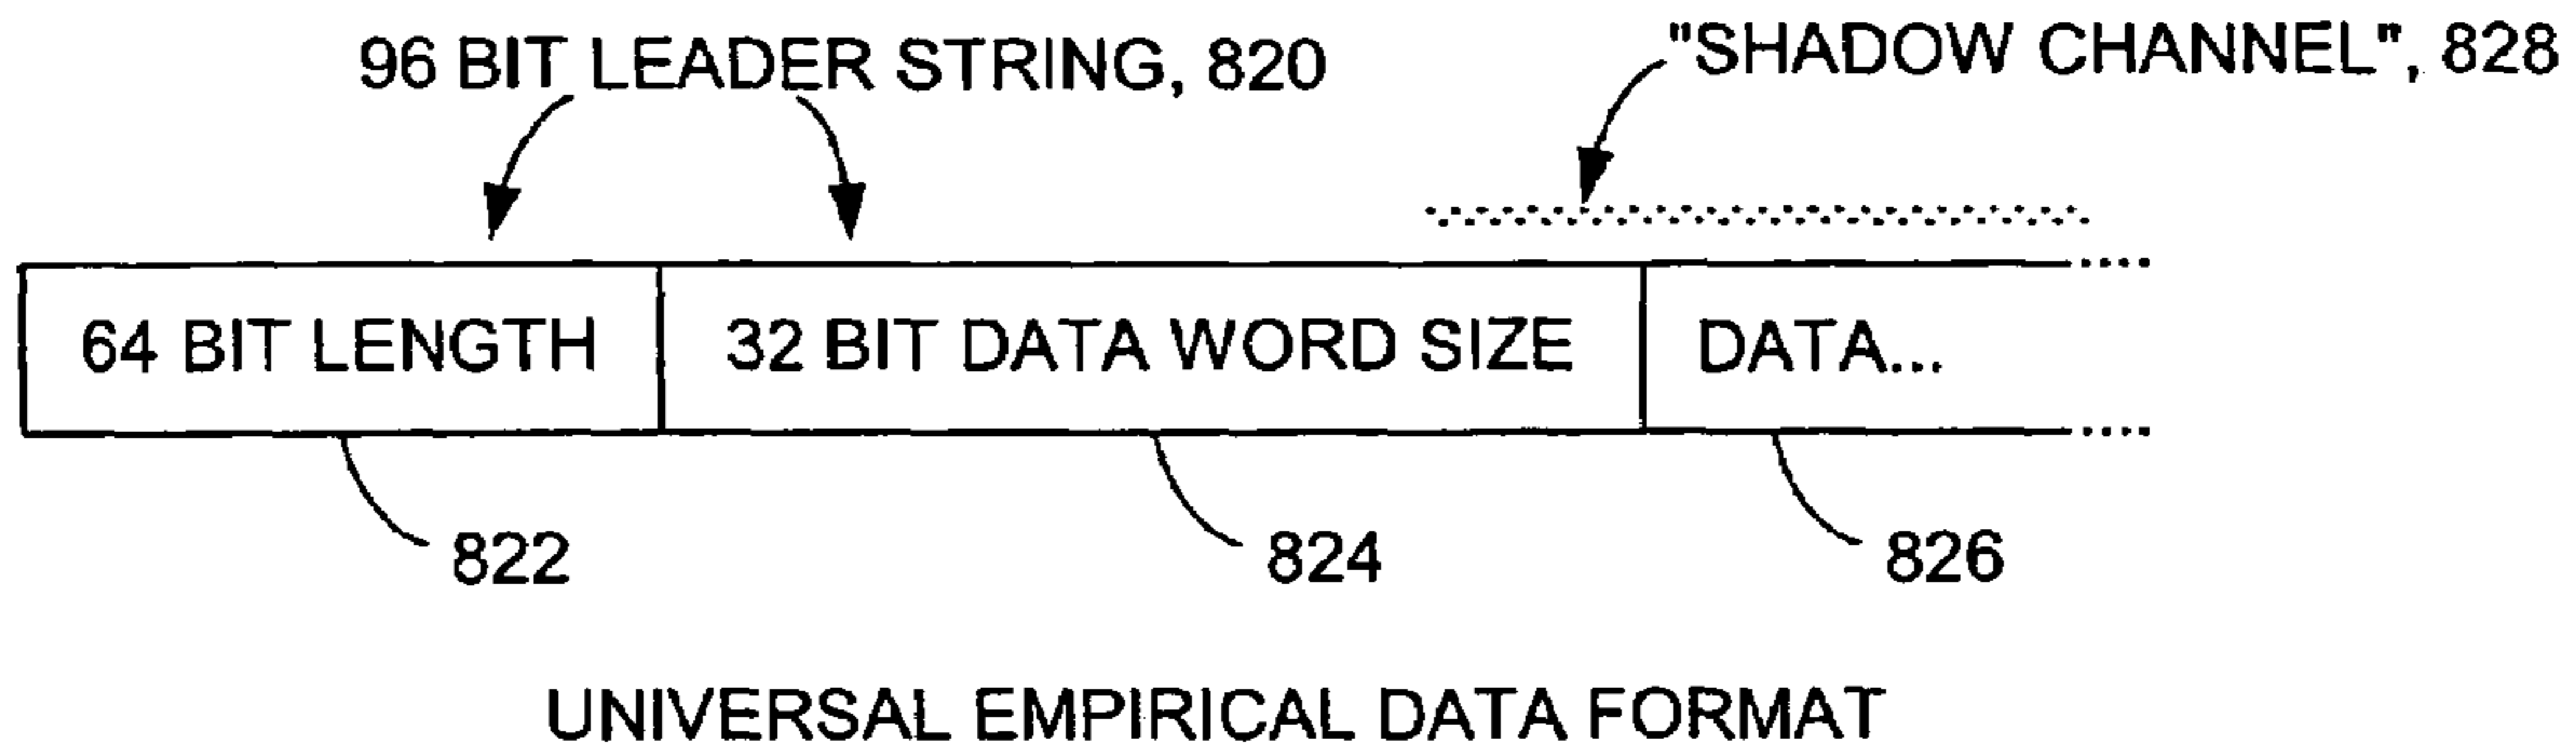 96 BIT LEADER STRING, 820
"SHADOW CHANNEL", 828
64 BIT LENGTH
32 BIT DATA WORD SIZE
DATA...
822
824
826
UNIVERSAL EMPIRICAL DATA FORMAT